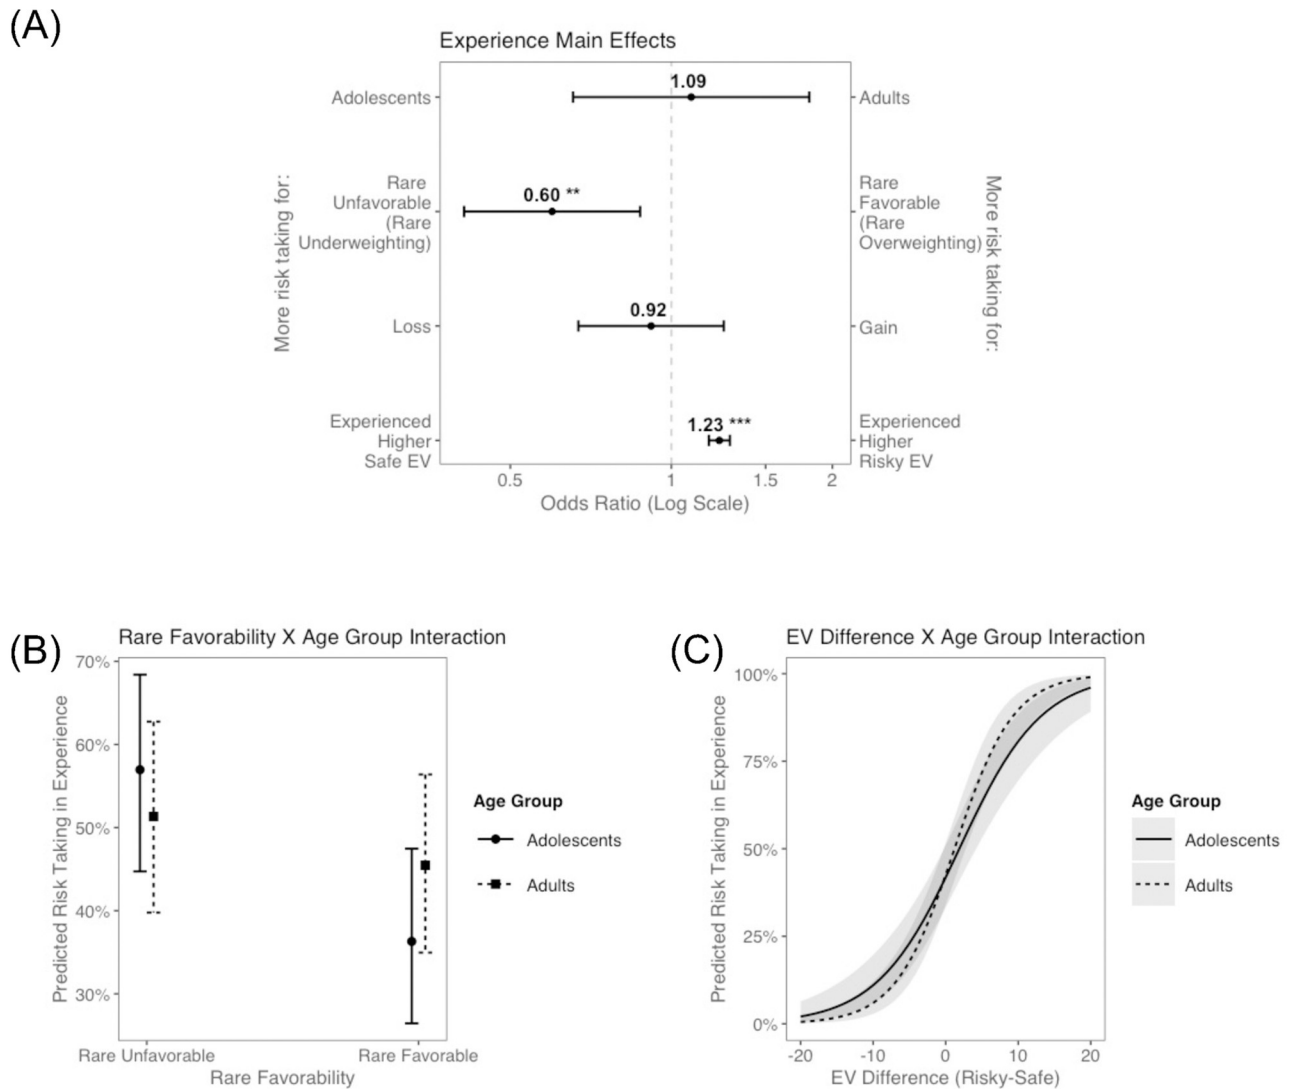 (A)
Experience Main Effects
More risk taking for:
Adolescents
1.09
Adults
Rare
Unfavorable
(Rare
Underweighting)
0.60 **
Rare
Favorable
(Rare
Overweighting)
More risk taking for:
Loss
0.92
Gain
Experienced
Higher
Safe EV
1.23 ***
Experienced
Higher
Risky EV
0.5 1 1.5 2
Odds Ratio (Log Scale)
(B)
Rare Favorability X Age Group Interaction
Predicted Risk Taking in Experience
70%
60%
50%
40%
30%
Rare Unfavorable Rare Favorable
Rare Favorability
Age Group
Adolescents
Adults
(C)
EV Difference X Age Group Interaction
Predicted Risk Taking in Experience
100%
75%
50%
25%
0%
-20 -10 0 10 20
EV Difference (Risky-Safe)
Age Group
Adolescents
Adults